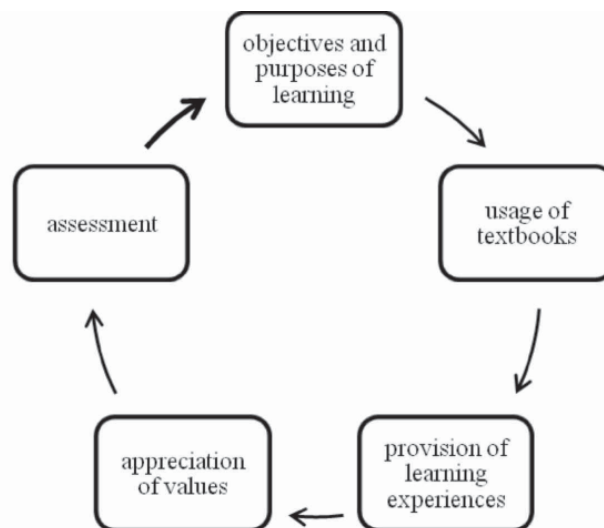 objectives and
purposes of
learning
usage of
textbooks
provision of
learning
experiences
appreciation
of values
assessment